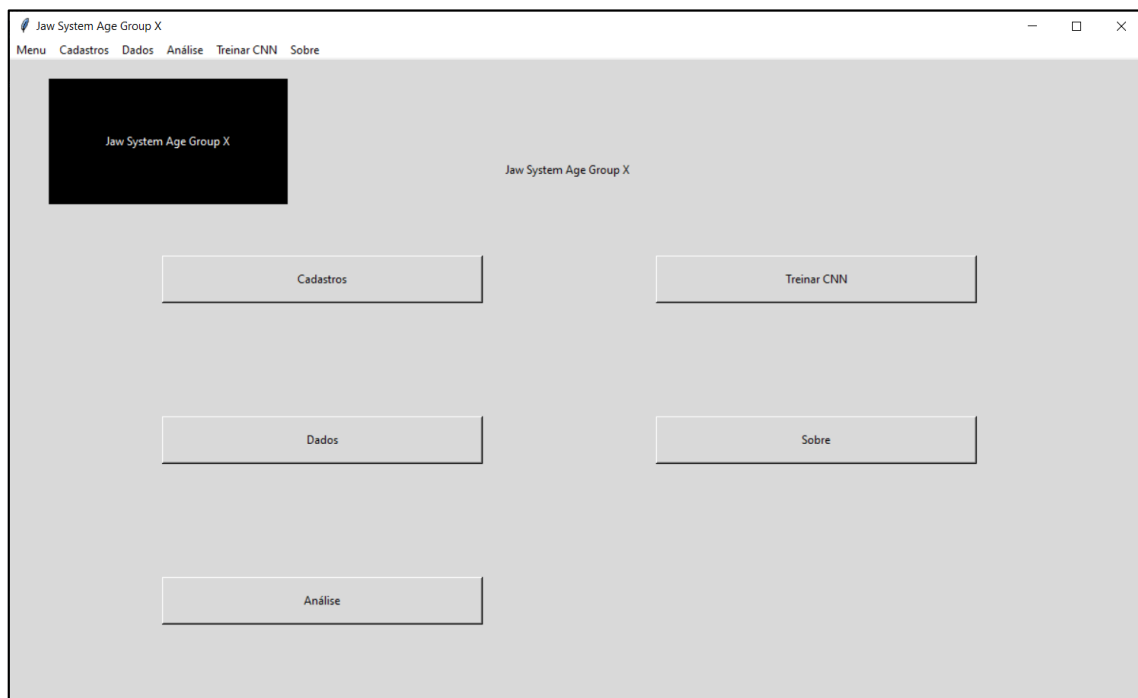 Jaw System Age Group X
Menu Cadastros Dados Análise Treinar CNN Sobre
Jaw System Age Group X
Jaw System Age Group X
Cadastros
Treinar CNN
Dados
Sobre
Análise